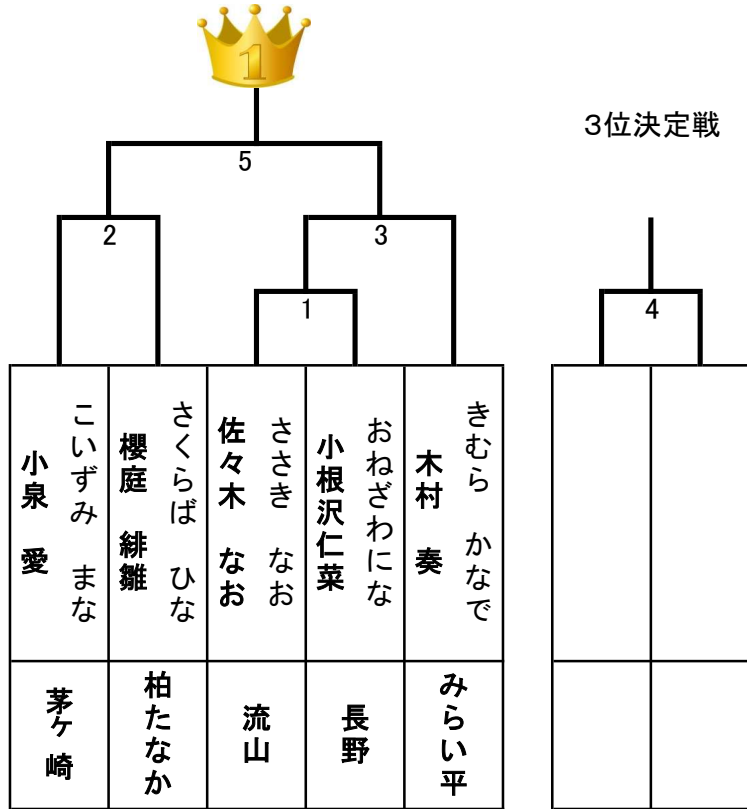 1
3位決定戦
5
2
3
1
4
小泉 愛
こいずみ まな
櫻庭 緋雛
さくらば ひな
佐々木 なお
ささき なお
小根沢仁菜
おねざわにな
木村 奏
きむら かなで
茅ヶ崎
柏たなか
流山
長野
みらい平